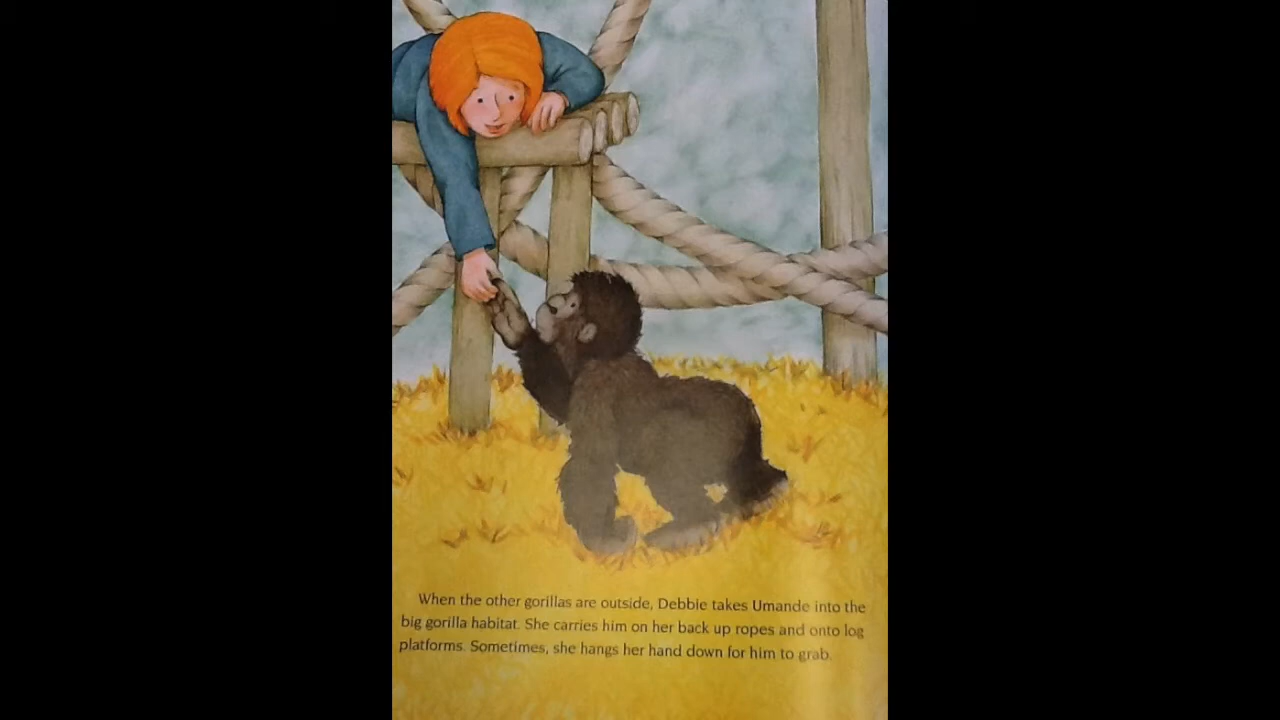 When the other gorillas are outside, Debbie takes Umande into the
big gorilla habitat. She carries him on her back up ropes and onto log
platforms. Sometimes, she hangs her hand down for him to grab.